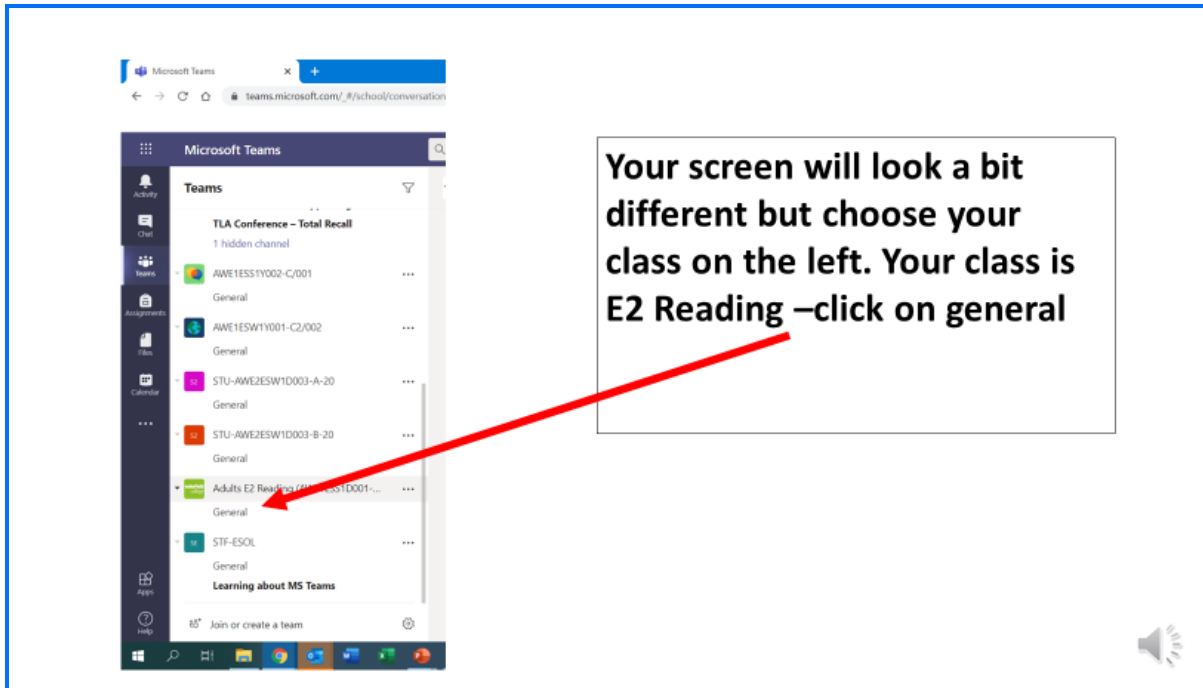 Microsoft Teams
teams.microsoft.com/_#/school/conversation
Microsoft Teams
Activity
Chat
Teams
Assignments
Files
Calendar
Apps
Help
Teams
TLA Conference – Total Recall
1 hidden channel
AWE1ESS1Y002-C/001
General
AWE1ESW1Y001-C2/002
General
S2 STU-AWE2ESW1D003-A-20
General
S2 STU-AWE2ESW1D003-B-20
General
Adults E2 Reading
General
STF-ESOL
General
Learning about MS Teams
Join or create a team
Your screen will look a bit
different but choose your
class on the left. Your class is
E2 Reading –click on general